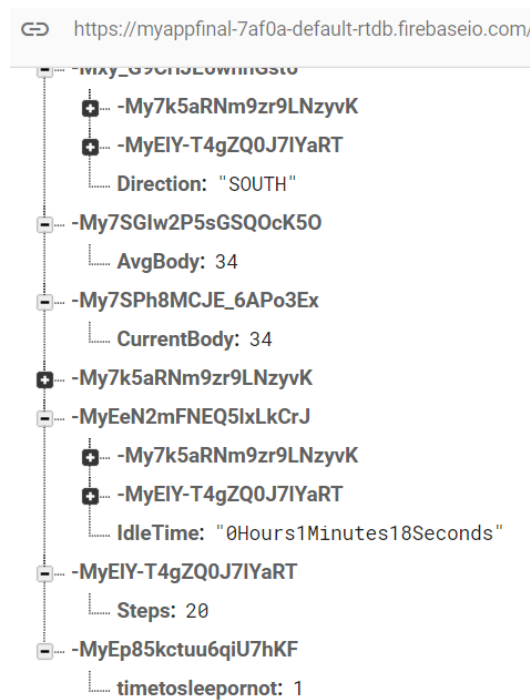 https://myappfinal-7af0a-default-rtdb.firebaseio.com/
-My7k5aRNm9zr9LNzyvK
-MyElY-T4gZQ0J7lYaRT
Direction: "SOUTH"
-My7SGlw2P5sGSQOcK5O
AvgBody: 34
-My7SPh8MCJE_6APo3Ex
CurrentBody: 34
-My7k5aRNm9zr9LNzyvK
-MyEeN2mFNEQ5lxLkCrJ
-My7k5aRNm9zr9LNzyvK
-MyElY-T4gZQ0J7lYaRT
IdleTime: "0Hours1Minutes18Seconds"
-MyElY-T4gZQ0J7lYaRT
Steps: 20
-MyEp85kctuu6qiU7hKF
timetosleepornot: 1